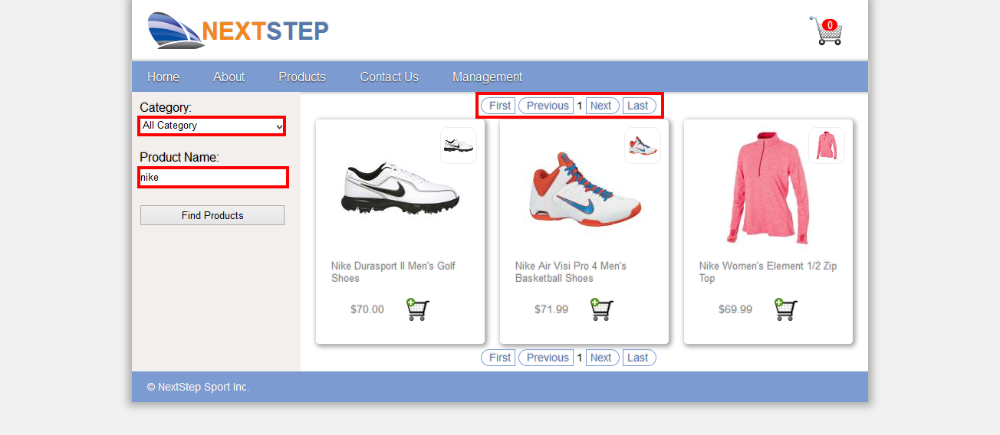 NEXTSTEP
0
Home About Products Contact Us Management
Category:
All Category
Product Name:
nike
Find Products
First Previous 1 Next Last
Nike Durasport II Men's Golf
Shoes
$70.00
Nike Air Visi Pro 4 Men's
Basketball Shoes
$71.99
Nike Women's Element 1/2 Zip
Top
$69.99
First Previous 1 Next Last
© NextStep Sport Inc.